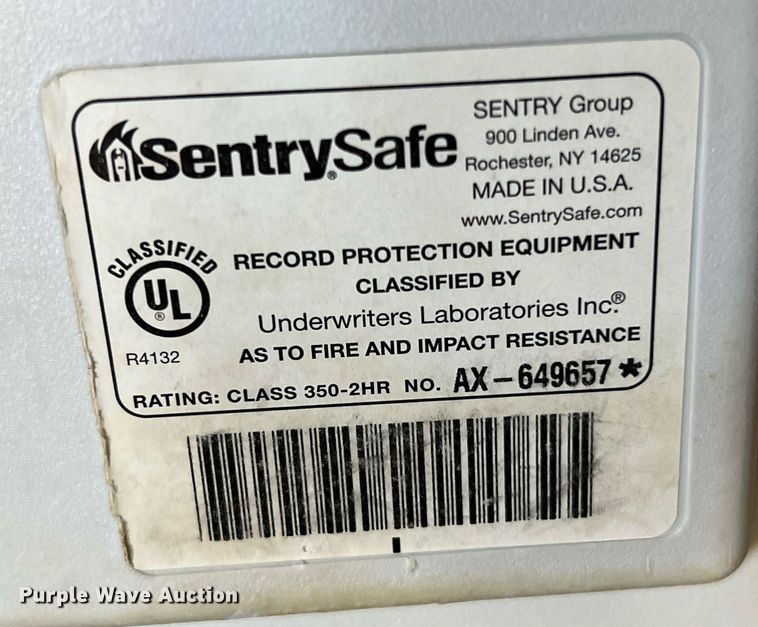 SentrySafe®
SENTRY Group
900 Linden Ave.
Rochester, NY 14625
MADE IN U.S.A.
www.SentrySafe.com
CLASSIFIED
UL®
R4132
RECORD PROTECTION EQUIPMENT
CLASSIFIED BY
Underwriters Laboratories Inc.®
AS TO FIRE AND IMPACT RESISTANCE
RATING: CLASS 350-2HR NO. AX-649657*
Purple Wave Auction